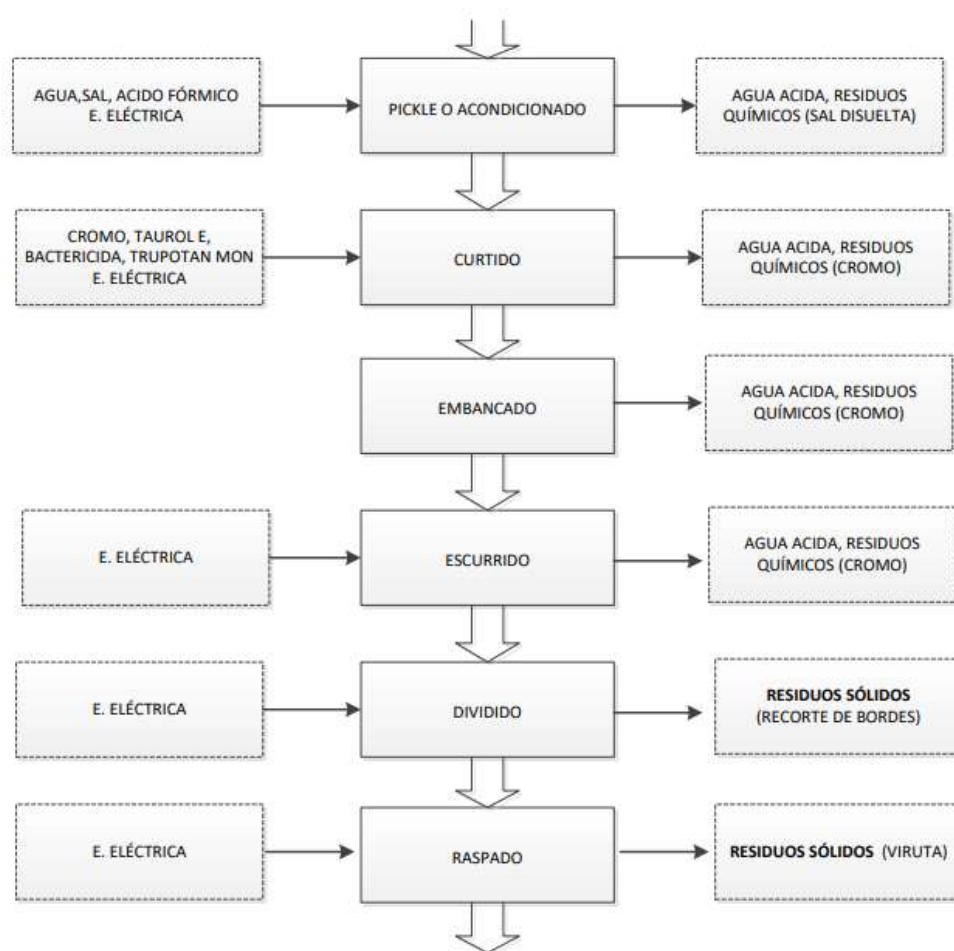 AGUA,SAL, ACIDO FÓRMICO
E. ELÉCTRICA
PICKLE O ACONDICIONADO
AGUA ACIDA, RESIDUOS
QUÍMICOS (SAL DISUELTA)
CROMO, TAUROL E,
BACTERICIDA, TRUPOTAN MON
E. ELÉCTRICA
CURTIDO
AGUA ACIDA, RESIDUOS
QUÍMICOS (CROMO)
EMBANCADO
AGUA ACIDA, RESIDUOS
QUÍMICOS (CROMO)
E. ELÉCTRICA
ESCURRIDO
AGUA ACIDA, RESIDUOS
QUÍMICOS (CROMO)
E. ELÉCTRICA
DIVIDIDO
RESIDUOS SÓLIDOS
(RECORTE DE BORDES)
E. ELÉCTRICA
RASPADO
RESIDUOS SÓLIDOS (VIRUTA)